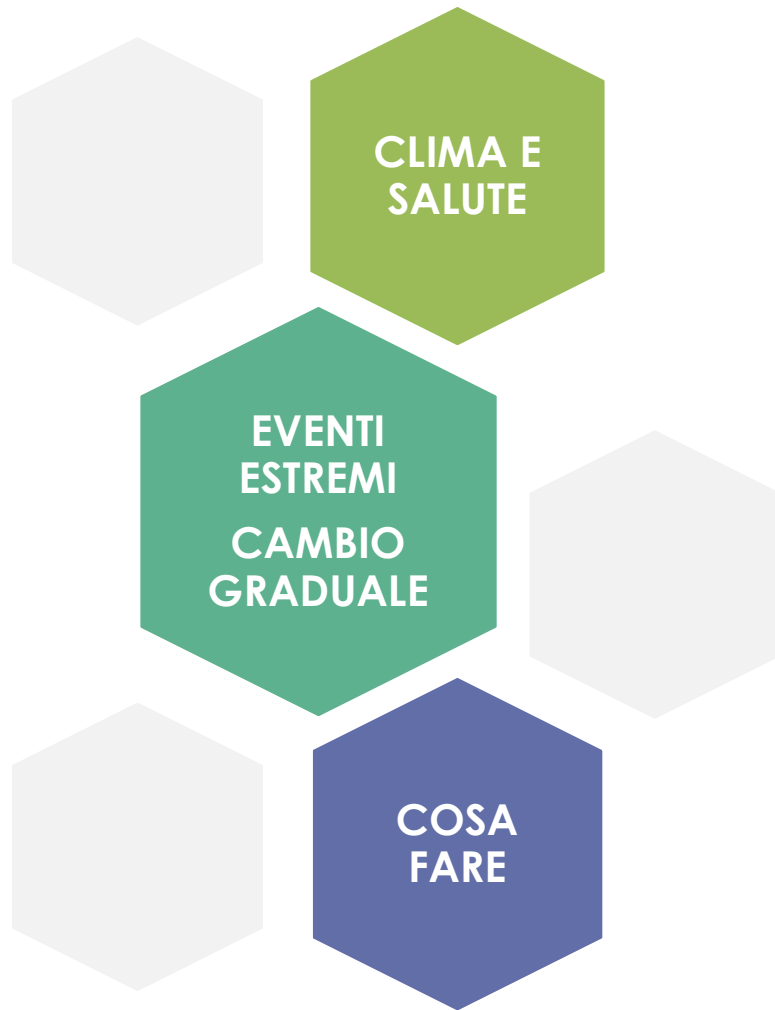 CLIMA E
SALUTE
EVENTI
ESTREMI
CAMBIO
GRADUALE
COSA
FARE